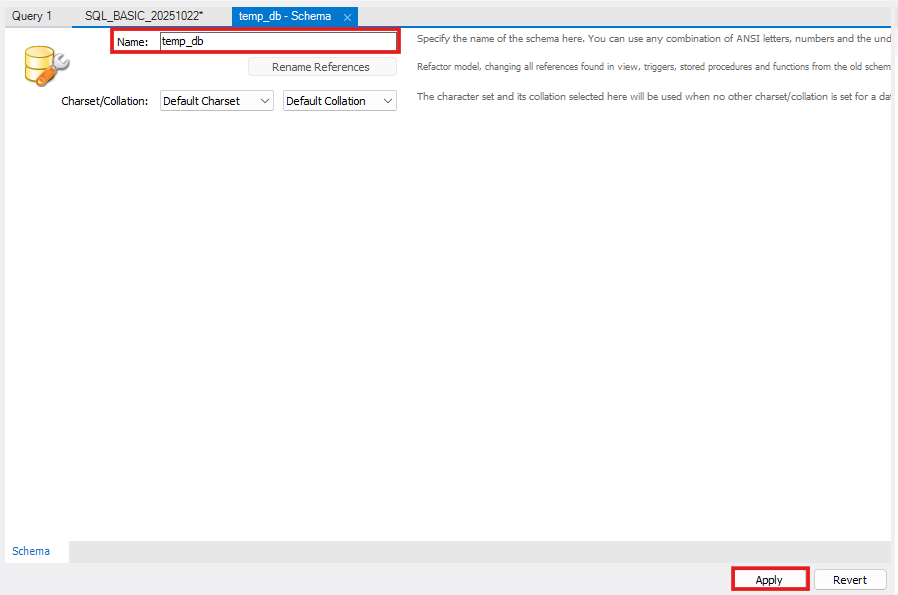 Query 1 SQL_BASIC_20251022* temp_db - Schema
Name: temp_db
Specify the name of the schema here. You can use any combination of ANSI letters, numbers and the
Rename References
Refactor model, changing all references found in view, triggers, stored procedures and functions from the old
Charset/Collation: Default Charset Default Collation
The character set and its collation selected here will be used when no other charset/collation is set for a
Schema
Apply Revert